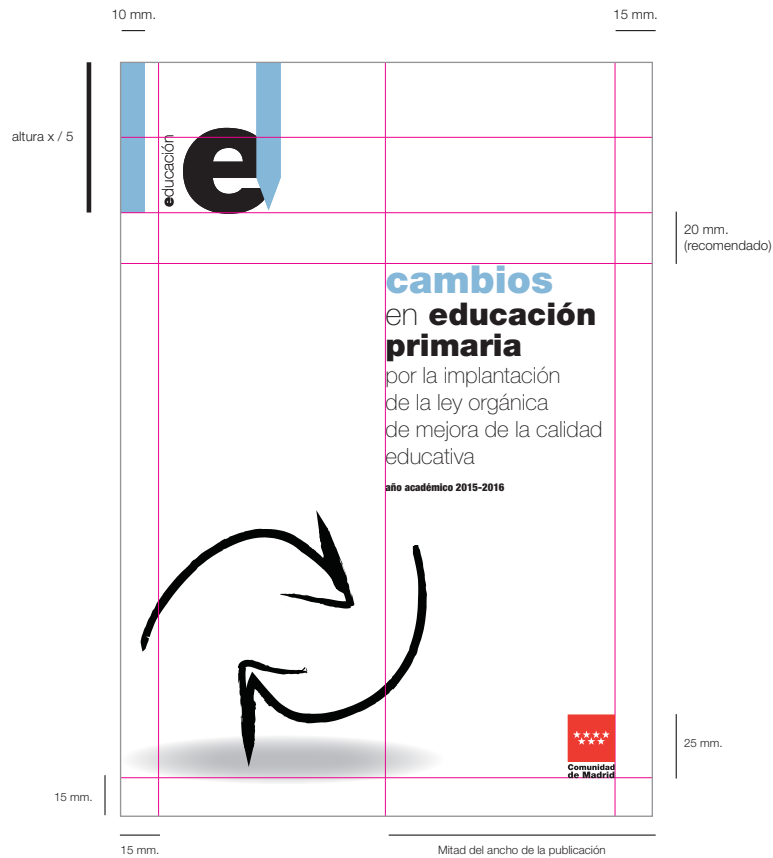 10 mm.
15 mm.
altura x / 5
educación
e
20 mm.
(recomendado)
cambios
en educación
primaria
por la implantación
de la ley orgánica
de mejora de la calidad
educativa
año académico 2015-2016
25 mm.
Comunidad
de Madrid
15 mm.
15 mm.
Mitad del ancho de la publicación